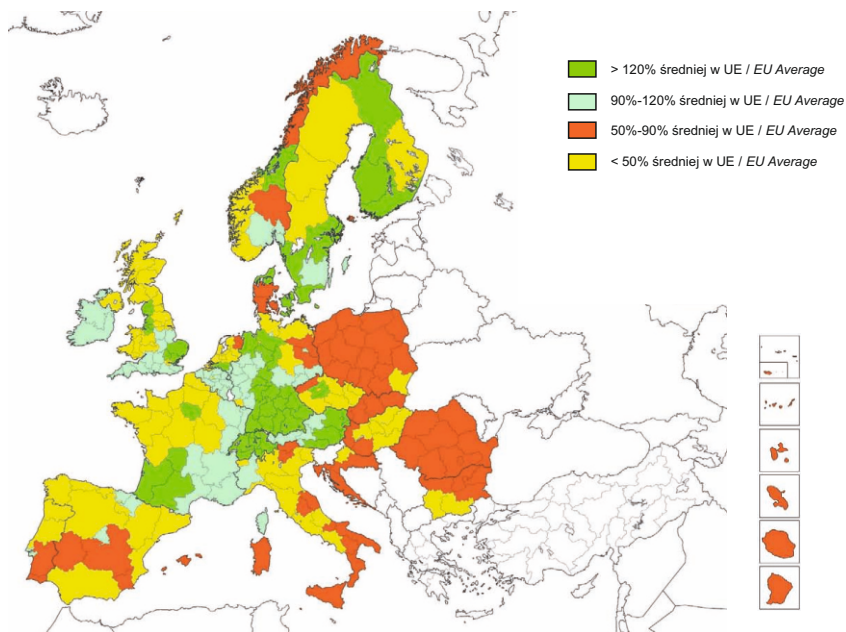 > 120% średniej w UE / EU Average
90%-120% średniej w UE / EU Average
50%-90% średniej w UE / EU Average
< 50% średniej w UE / EU Average